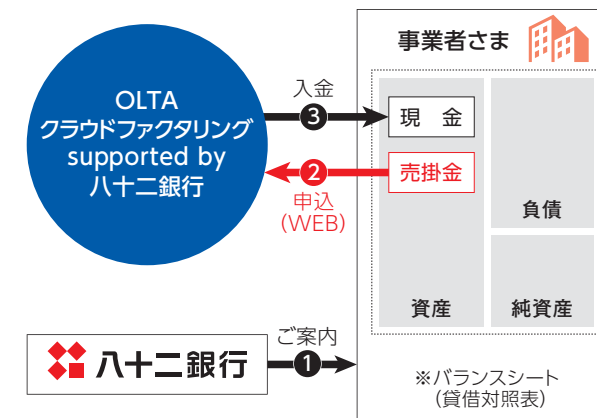 OLTA
クラウドファクタリング
supported by
八十二銀行
入金
3
2
申込
(WEB)
事業者さま
現 金
売掛金
負債
資産
純資産
八十二銀行
ご案内
1
※バランスシート
(貸借対照表)